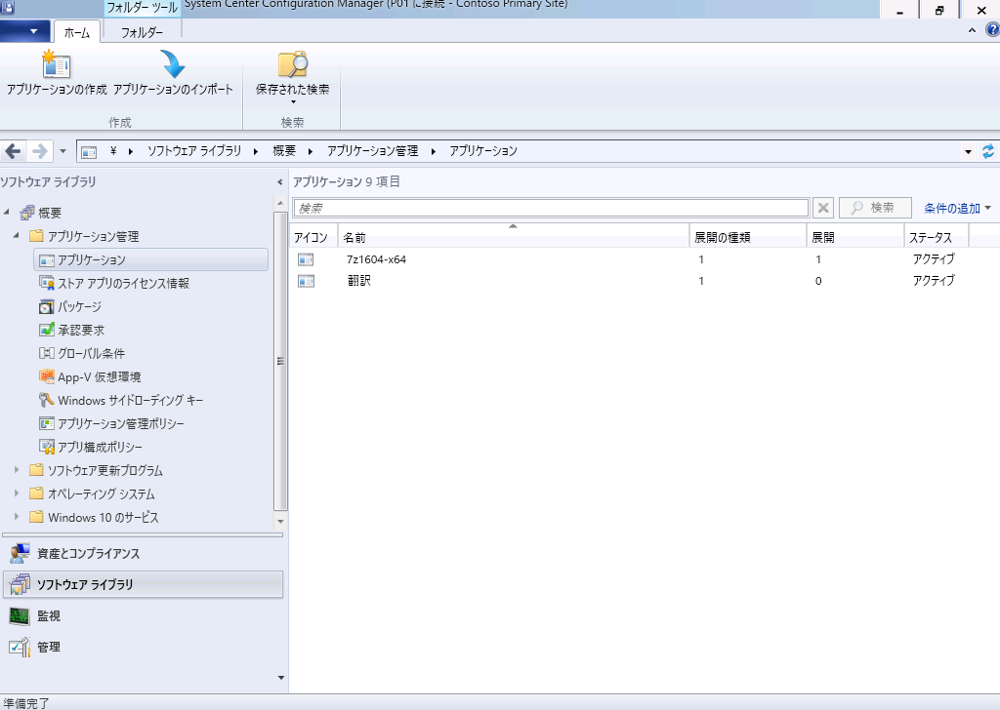 フォルダー ツール System Center Configuration Manager (P01 に接続 - Contoso Primary Site)
ホーム フォルダー
アプリケーションの作成 アプリケーションのインポート 保存された検索
作成 検索
¥ ソフトウェア ライブラリ 概要 アプリケーション管理 アプリケーション
ソフトウェア ライブラリ
概要
アプリケーション管理
アプリケーション
ストア アプリのライセンス情報
パッケージ
承認要求
グローバル条件
App-V 仮想環境
Windows サイドローディング キー
アプリケーション管理ポリシー
アプリ構成ポリシー
ソフトウェア更新プログラム
オペレーティング システム
Windows 10 のサービス
資産とコンプライアンス
ソフトウェア ライブラリ
監視
管理
アプリケーション 9 項目
検索 検索 条件の追加
アイコン 名前 展開の種類 展開 ステータス
7z1604-x64 1 1 アクティブ
翻訳 1 0 アクティブ
準備完了